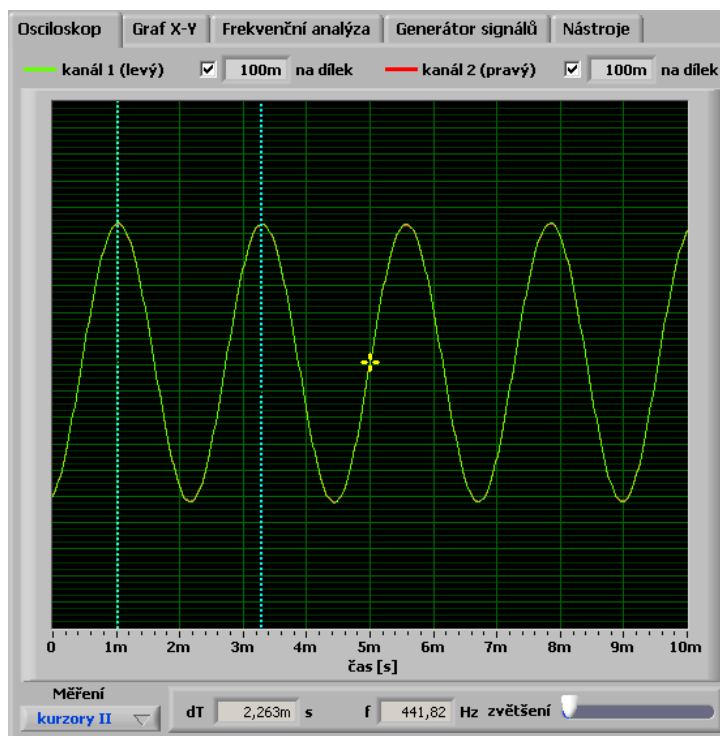 Osciloskop Graf X-Y Frekvenční analýza Generátor signálů Nástroje
kanál 1 (levý) 100m na dílek kanál 2 (pravý) 100m na dílek
0 1m 2m 3m 4m 5m 6m 7m 8m 9m 10m
čas [s]
Měření
kurzory II dT 2,263m s f 441,82 Hz zvětšení